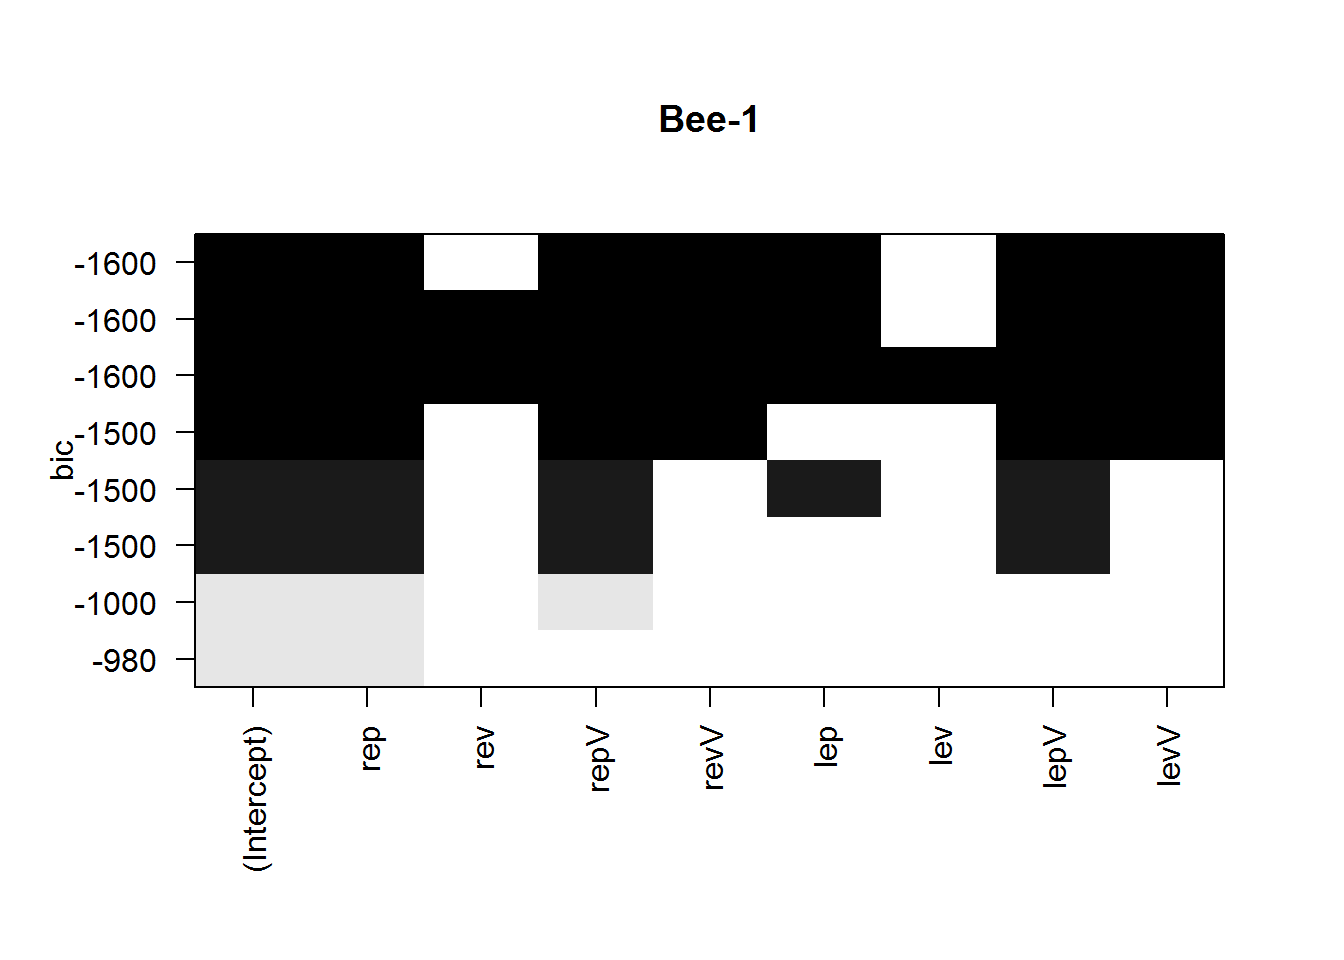 Bee-1
bic
-1600
-1600
-1600
-1500
-1500
-1500
-1000
-980
(Intercept)
rep
rev
repV
revV
lep
lev
lepV
levV